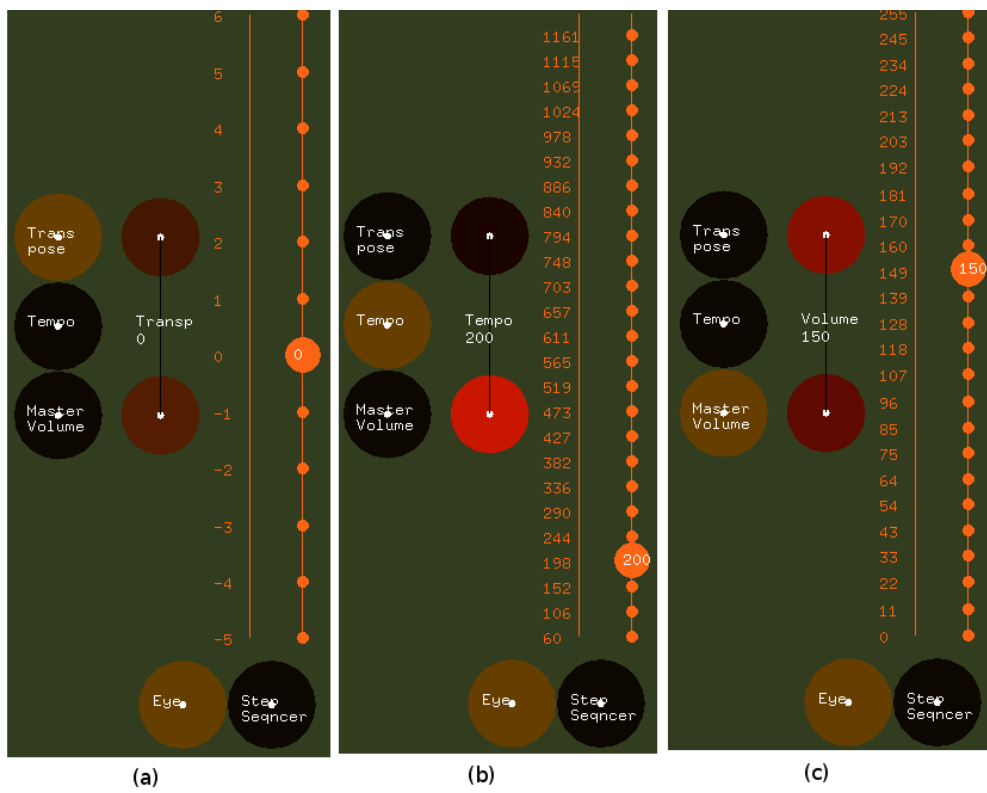 6
5
4
3
Trans
pose
2
1
Tempo
Transp
0
0
0
Master
Volume
-1
-2
-3
-4
-5
Eye
Step
Seqncer
(a)
1161
1115
1069
1024
978
932
886
840
Trans
pose
794
748
703
657
Tempo
Tempo
200
611
565
519
Master
Volume
473
427
382
336
290
244
198
200
152
106
60
Eye
Step
Seqncer
(b)
255
245
234
224
213
203
192
181
170
Trans
pose
160
149
150
139
Tempo
Volume
150
128
118
107
96
Master
Volume
85
75
64
54
43
33
22
11
0
Eye
Step
Seqncer
(c)